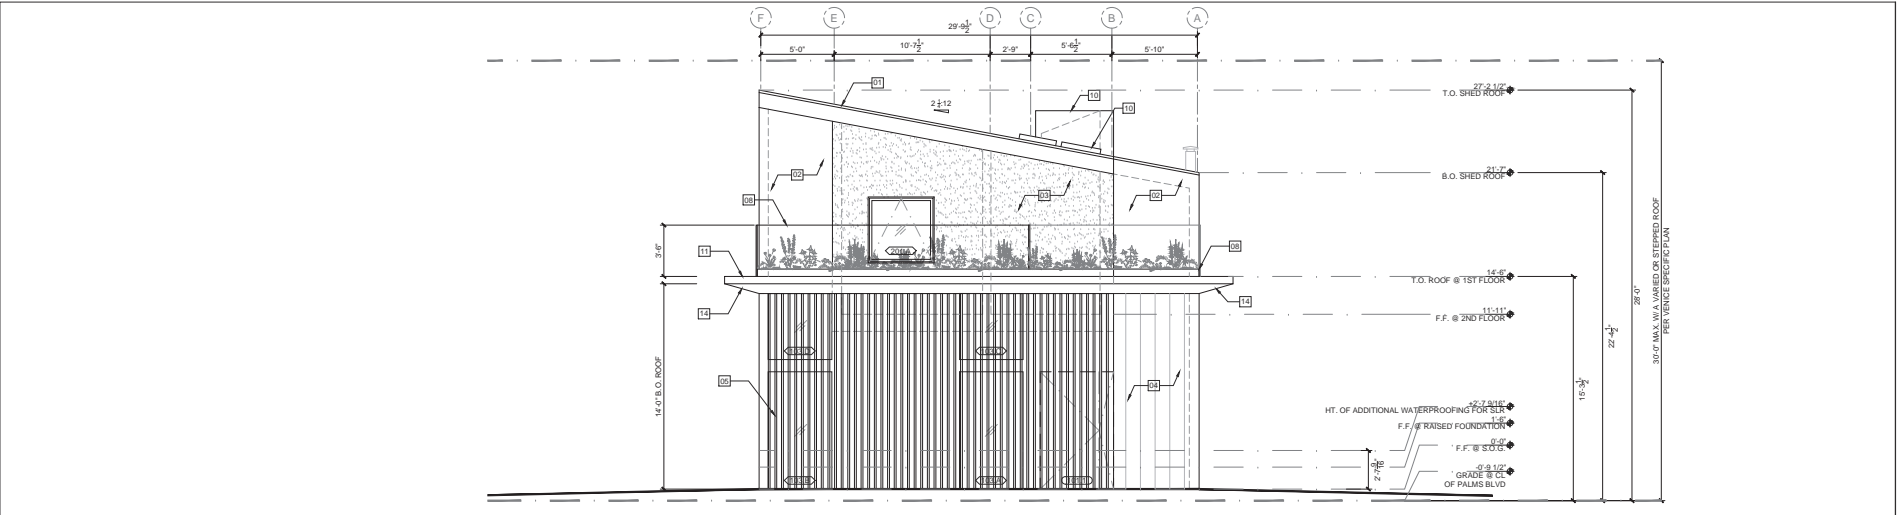 F E D C B A
29'-9 1/2"
5'-0" 10'-7 1/2" 2'-9" 5'-6 1/2" 5'-10"
01
10
2 1/4:12
10
27'-2 1/2"
T.O. SHED ROOF
02
03
02
21'-7"
B.O. SHED ROOF
08
3'-6"
11
08
14'-6"
T.O. ROOF @ 1ST FLOOR
14
14
11'-11"
F.F. @ 2ND FLOOR
05
04
14'-0" B.O. ROOF
+2'-7 9/16"
HT. OF ADDITIONAL WATERPROOFING FOR SLR
1'-6"
F.F. @ RAISED FOUNDATION
0'-0"
F.F. @ S.O.G.
-0'-9 1/2"
GRADE @ CL
OF PALMS BLVD
2'-7 9/16"
15'-3 1/2"
22'-4 1/2"
28'-0"
30'-0" MAX. W/ A VARIED OR STEPPED ROOF
PER VENICE SPECIFIC PLAN